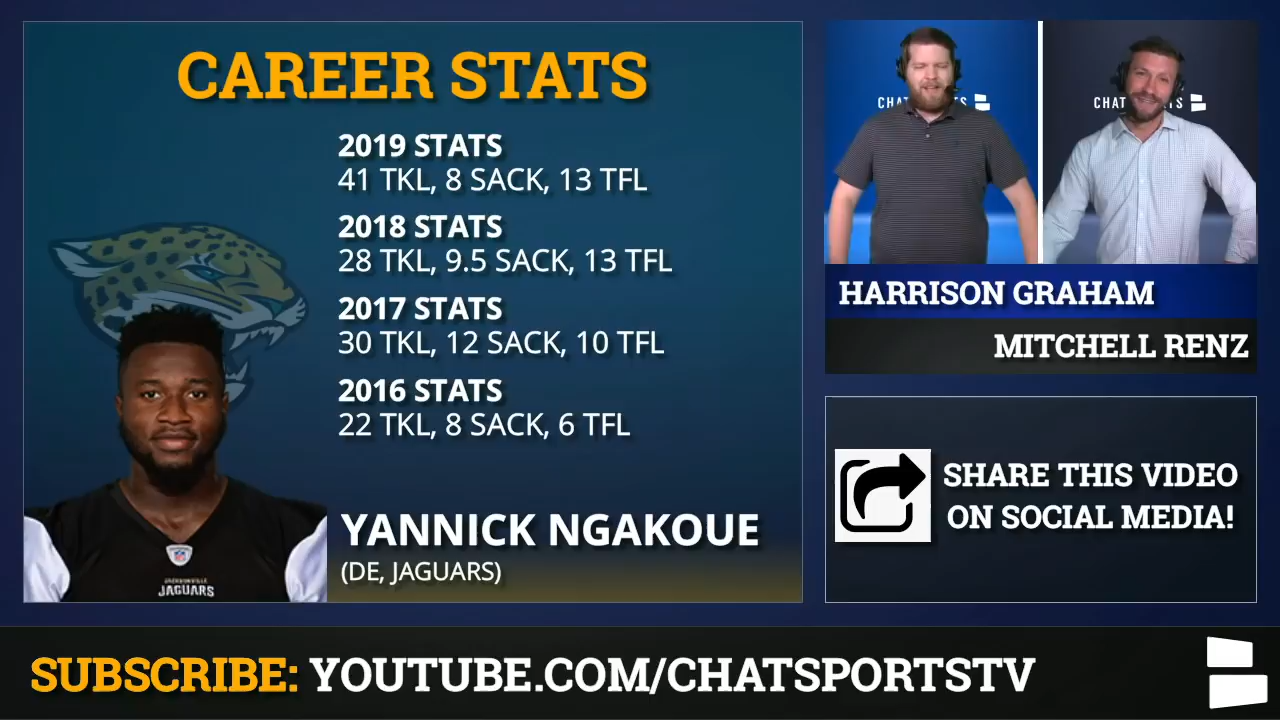 CAREER STATS
2019 STATS
41 TKL, 8 SACK, 13 TFL
2018 STATS
28 TKL, 9.5 SACK, 13 TFL
2017 STATS
30 TKL, 12 SACK, 10 TFL
2016 STATS
22 TKL, 8 SACK, 6 TFL
YANNICK NGAKOUE
(DE, JAGUARS)
JACKSONVILLE
JAGUARS
HARRISON GRAHAM
MITCHELL RENZ
SHARE THIS VIDEO
ON SOCIAL MEDIA!
SUBSCRIBE: YOUTUBE.COM/CHATSPORTSTV